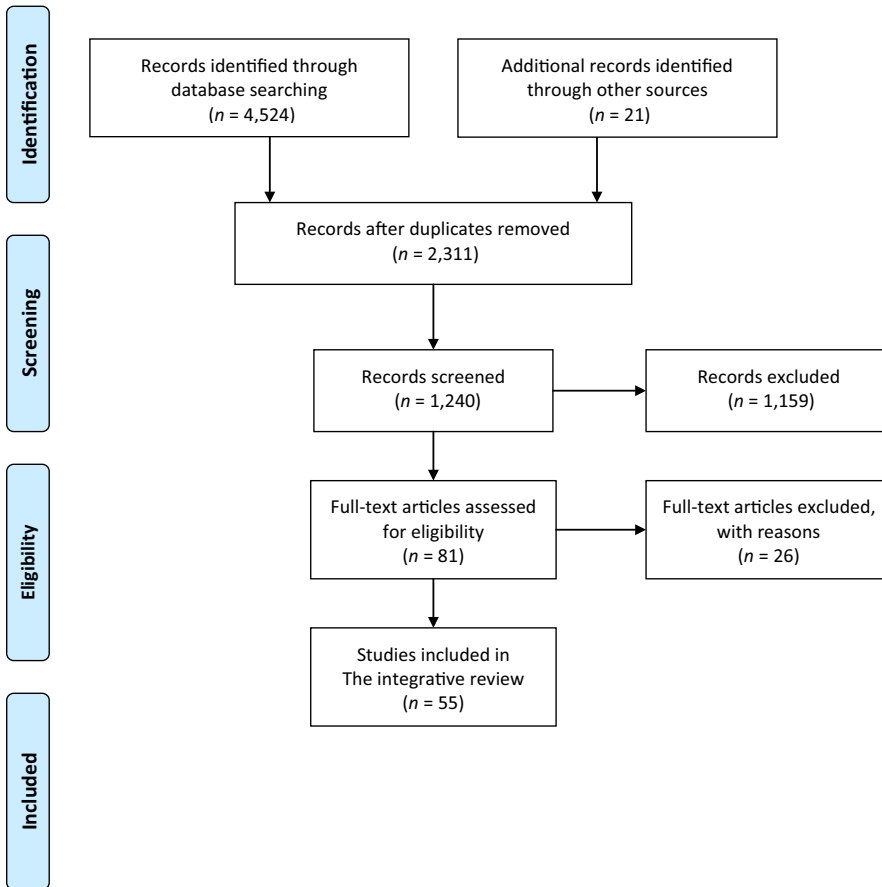 Identification
Records identified through
database searching
(n = 4,524)
Additional records identified
through other sources
(n = 21)
Records after duplicates removed
(n = 2,311)
Screening
Records screened
(n = 1,240)
Records excluded
(n = 1,159)
Eligibility
Full-text articles assessed
for eligibility
(n = 81)
Full-text articles excluded,
with reasons
(n = 26)
Studies included in
The integrative review
(n = 55)
Included